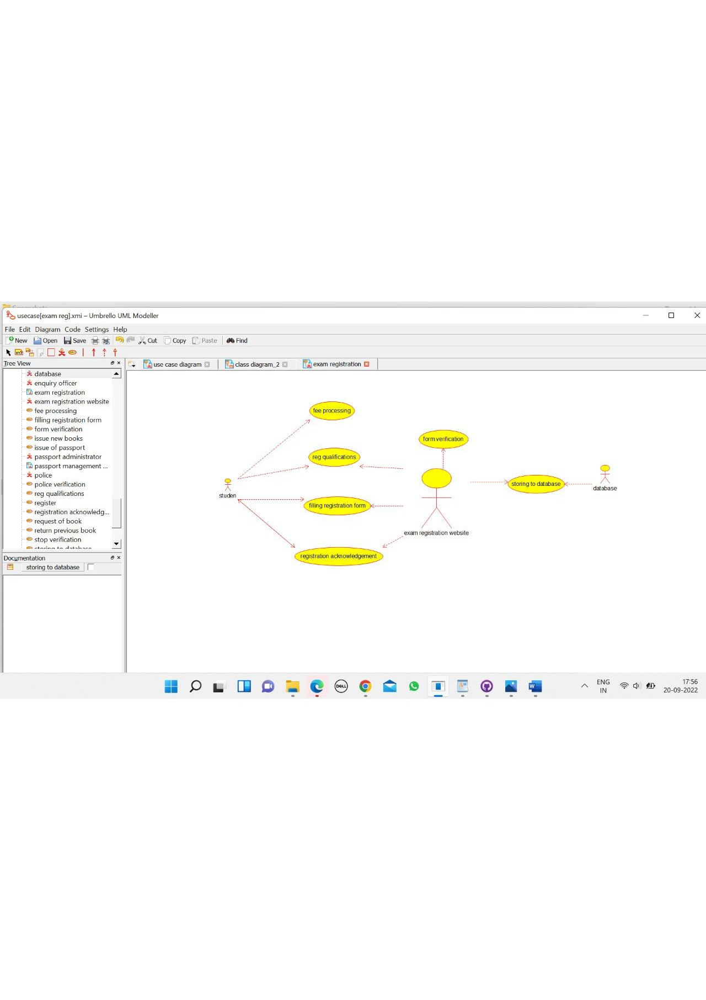 usecase[exam reg].xmi – Umbrello UML Modeller
File Edit Diagram Code Settings Help
New Open Save Cut Copy Paste Find
Tree View
use case diagram class diagram_2 exam registration
database
enquiry officer
exam registration
exam registration website
fee processing
filling registration form
form verification
issue new books
issue of passport
passport administrator
passport management ...
police
police verification
reg qualifications
register
registration acknowledg...
request of book
return previous book
stop verification
storing to database
Documentation
storing to database
fee processing
form verification
reg qualifications
storing to database
database
studen
filling registration form
exam registration website
registration acknowledgement
DELL
W
ENG
IN
17:56
20-09-2022